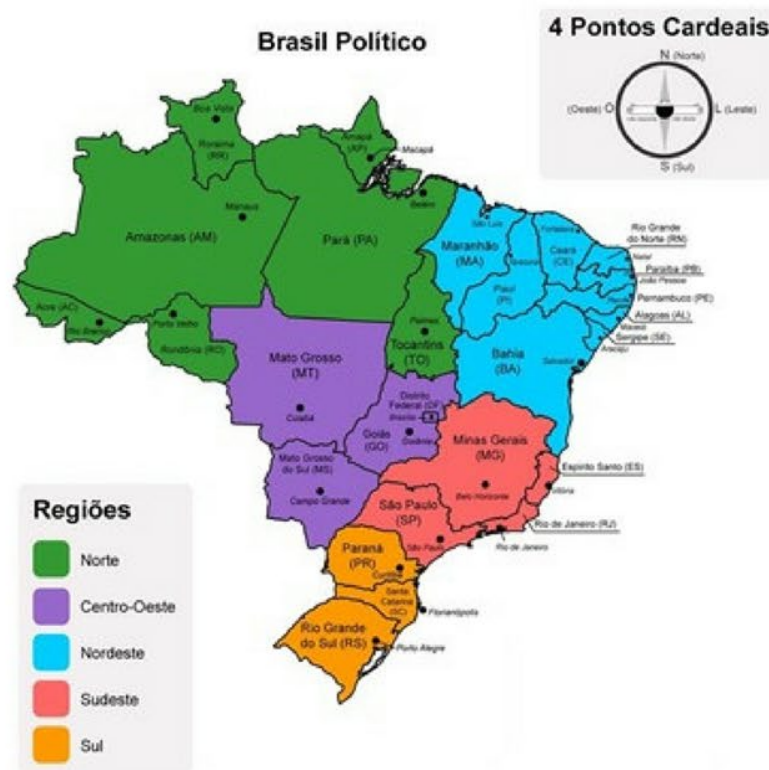 Brasil Político
4 Pontos Cardeais
N (Norte)
(Oeste) O
L (Leste)
S (Sul)
Boa Vista
Roraima
(RR)
Amapá
(AP)
Macapá
Manaus
Amazonas (AM)
Belém
Pará (PA)
São Luís
Maranhão
(MA)
Fortaleza
Ceará
(CE)
Rio Grande
do Norte (RN)
Natal
Paraíba (PB)
João Pessoa
Pernambuco (PE)
Recife
Alagoas (AL)
Maceió
Sergipe (SE)
Aracaju
Piauí
(PI)
Acre (AC)
Rio Branco
Porto Velho
Rondônia (RO)
Palmas
Tocantins
(TO)
Mato Grosso
(MT)
Cuiabá
Bahia
(BA)
Salvador
Distrito
Federal (DF)
Brasília
Goiás
(GO)
Goiânia
Minas Gerais
(MG)
Belo Horizonte
Mato Grosso
do Sul (MS)
Campo Grande
Espírito Santo (ES)
Vitória
São Paulo
(SP)
São Paulo
Rio de Janeiro (RJ)
Rio de Janeiro
Paraná
(PR)
Curitiba
Santa
Catarina (SC)
Florianópolis
Rio Grande
do Sul (RS)
Porto Alegre
Regiões
Norte
Centro-Oeste
Nordeste
Sudeste
Sul